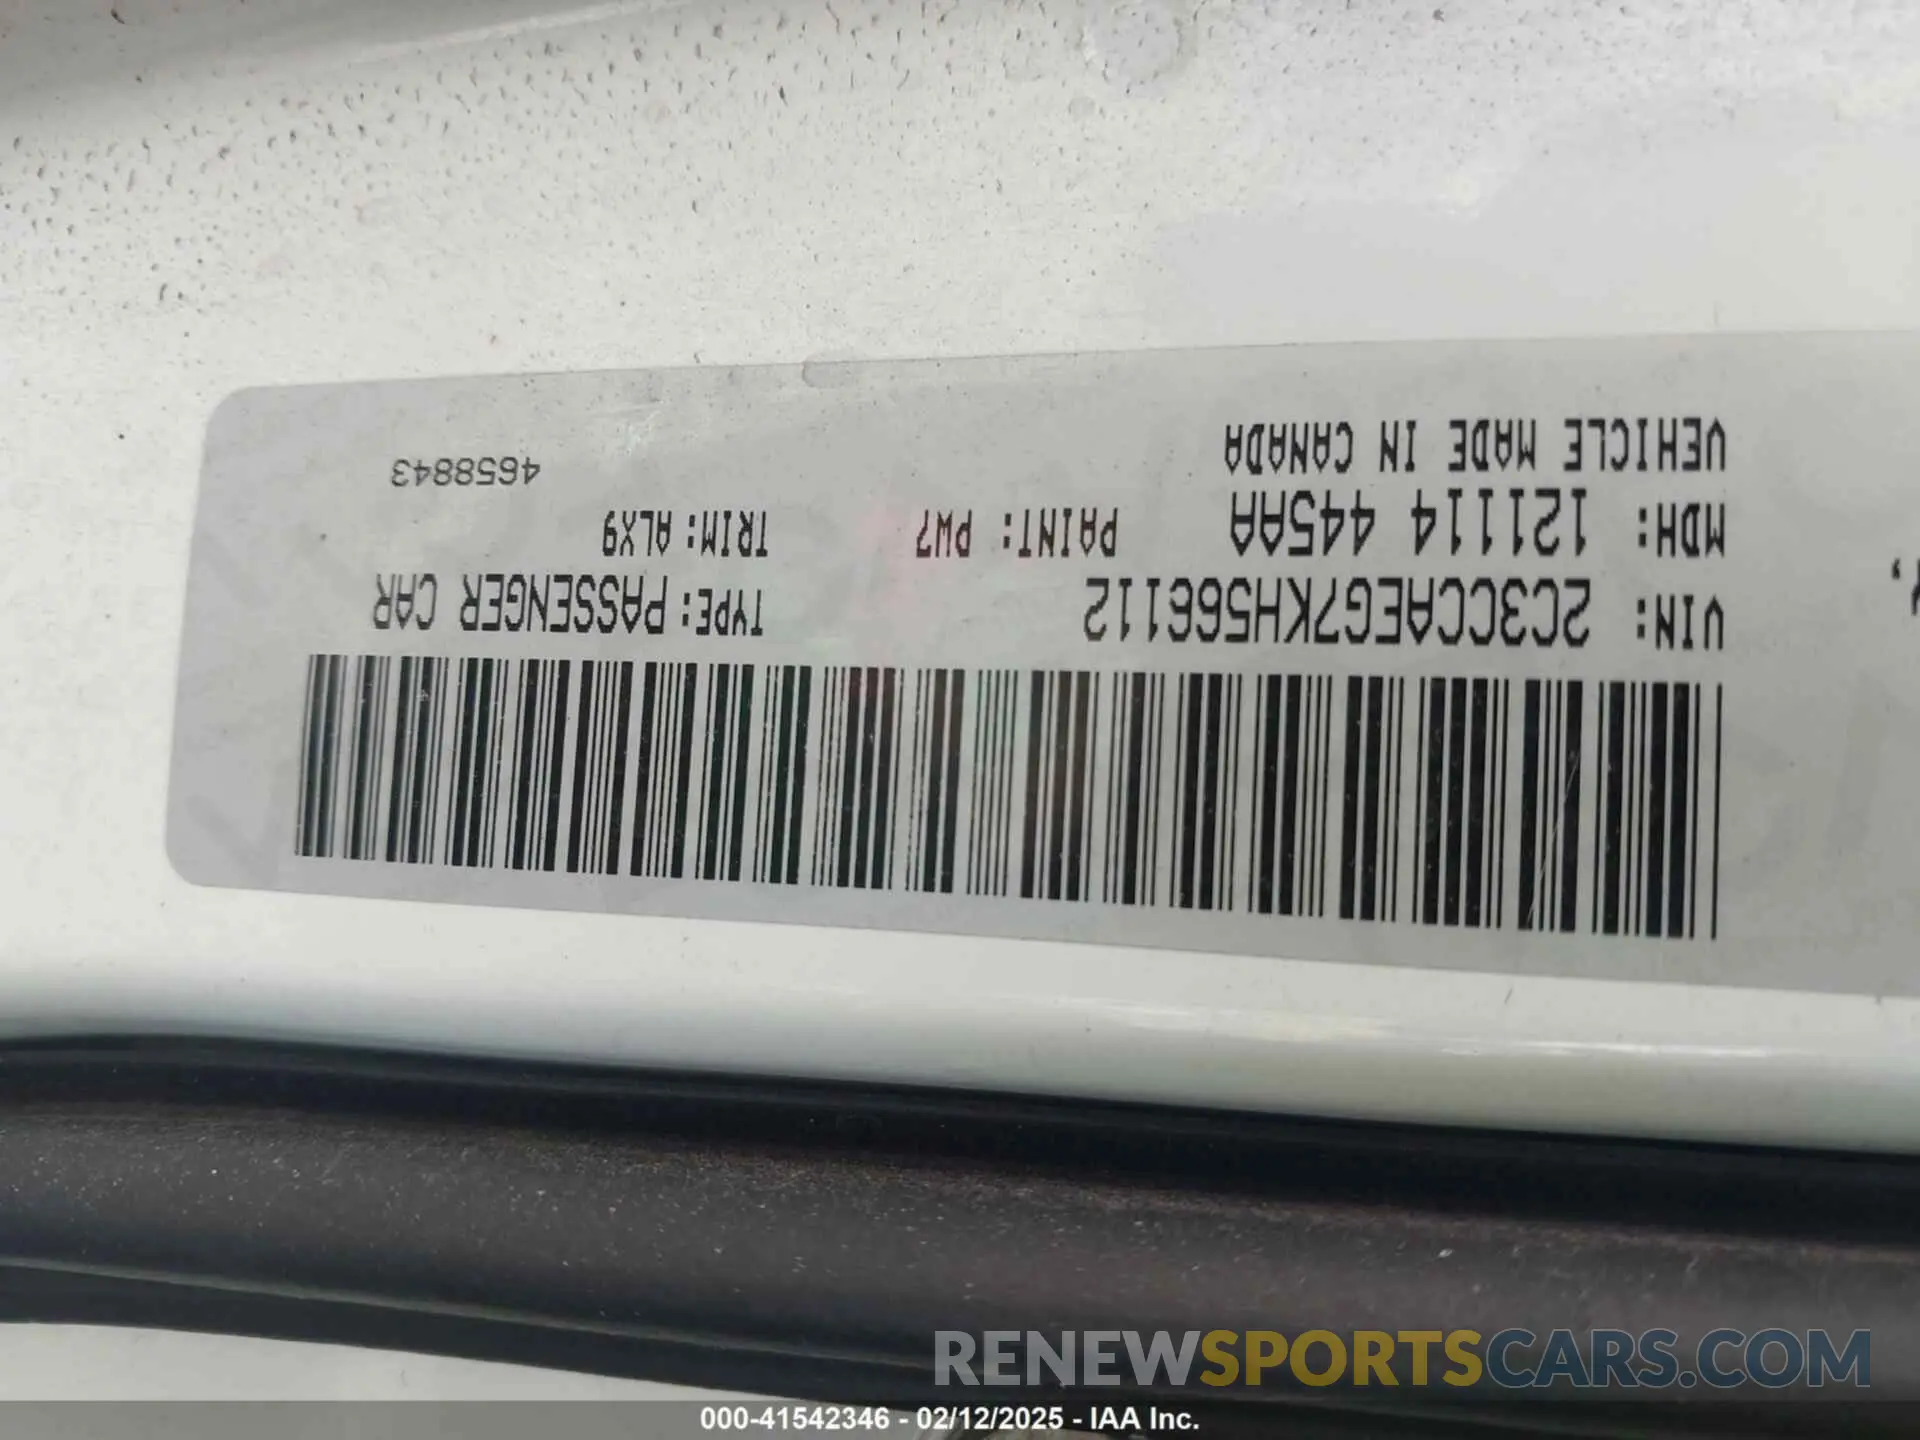 VIN: 2C3CCAEG7KH566112 TYPE: PASSENGER CAR
MDH: 121114 445AA PAINT: PW7 TRIM: ALX9
VEHICLE MADE IN CANADA 4658843
RENEWSPORTSCARS.COM
000-41542346 - 02/12/2025 - IAA Inc.